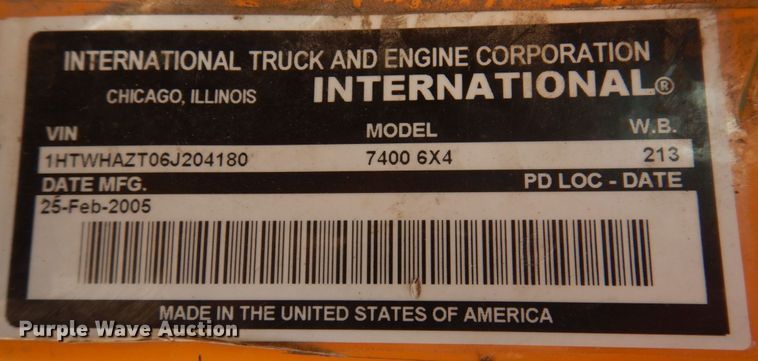 INTERNATIONAL TRUCK AND ENGINE CORPORATION
CHICAGO, ILLINOIS INTERNATIONAL®
VIN MODEL W.B.
1HTWHAZT06J204180 7400 6X4 213
DATE MFG. PD LOC - DATE
25-Feb-2005
MADE IN THE UNITED STATES OF AMERICA
Purple Wave Auction